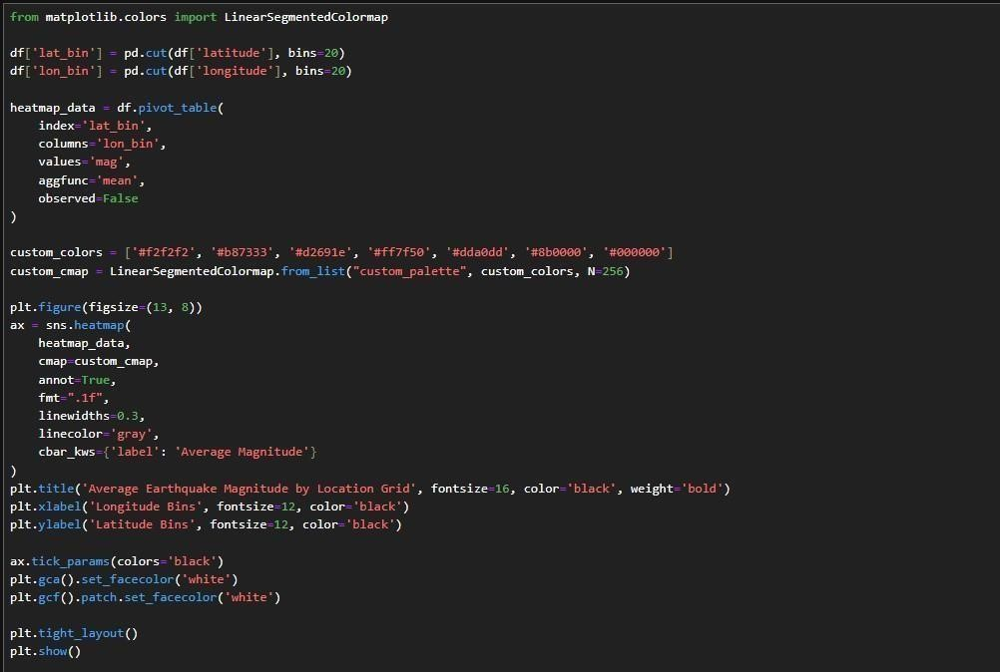 from matplotlib.colors import LinearSegmentedColormap

df['lat_bin'] = pd.cut(df['latitude'], bins=20)
df['lon_bin'] = pd.cut(df['longitude'], bins=20)

heatmap_data = df.pivot_table(
    index='lat_bin',
    columns='lon_bin',
    values='mag',
    aggfunc='mean',
    observed=False
)

custom_colors = ['#f2f2f2', '#b87333', '#d2691e', '#ff7f50', '#dda0dd', '#8b0000', '#000000']
custom_cmap = LinearSegmentedColormap.from_list("custom_palette", custom_colors, N=256)

plt.figure(figsize=(13, 8))
ax = sns.heatmap(
    heatmap_data,
    cmap=custom_cmap,
    annot=True,
    fmt=".1f",
    linewidths=0.3,
    linecolor='gray',
    cbar_kws={'label': 'Average Magnitude'}
)
plt.title('Average Earthquake Magnitude by Location Grid', fontsize=16, color='black', weight='bold')
plt.xlabel('Longitude Bins', fontsize=12, color='black')
plt.ylabel('Latitude Bins', fontsize=12, color='black')

ax.tick_params(colors='black')
plt.gca().set_facecolor('white')
plt.gcf().patch.set_facecolor('white')

plt.tight_layout()
plt.show()